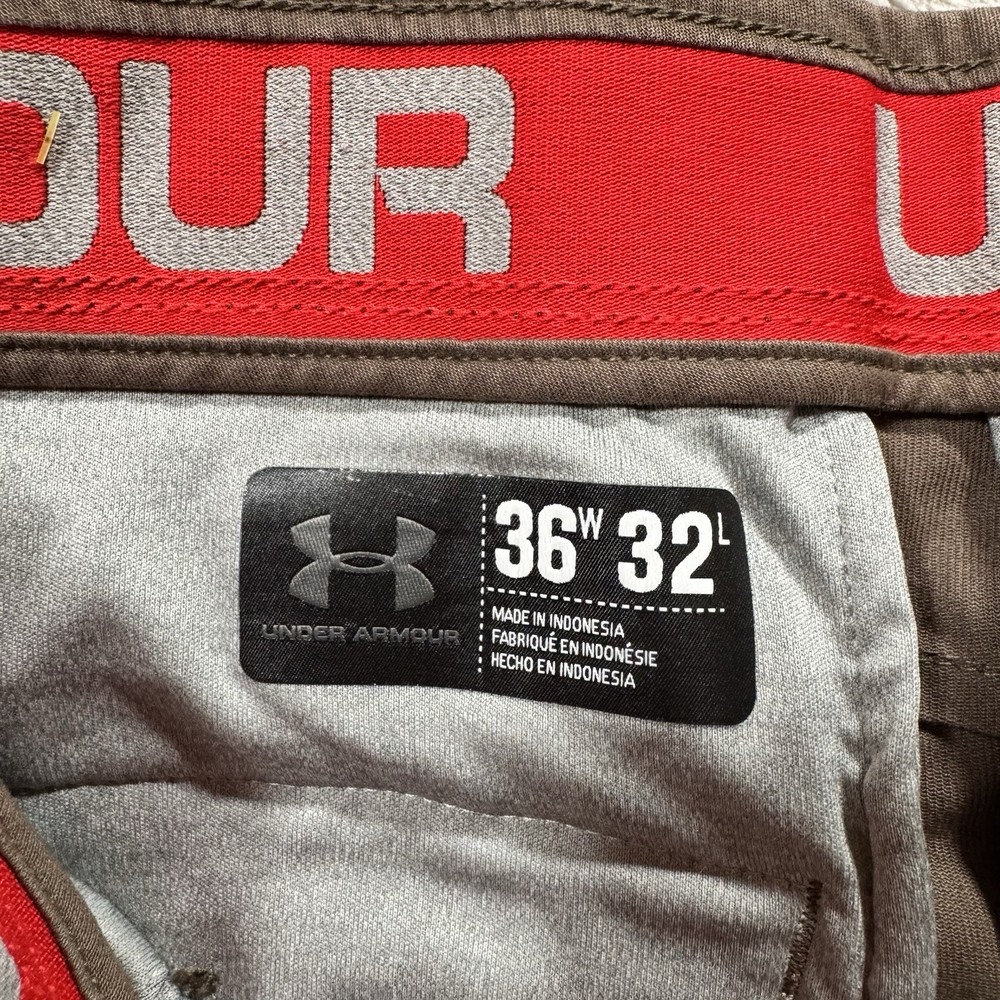 OUR U
UNDER ARMOUR
36W 32L
MADE IN INDONESIA
FABRIQUÉ EN INDONÉSIE
HECHO EN INDONESIA